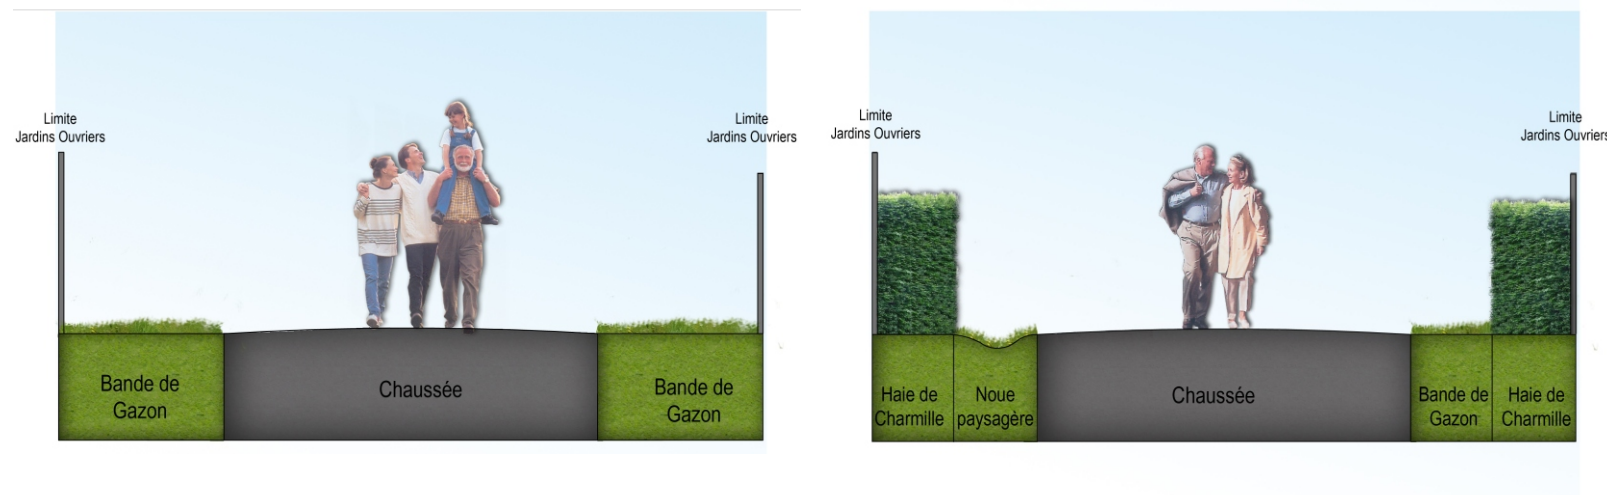 Limite
Jardins Ouvriers
Limite
Jardins Ouvriers
Bande de
Gazon
Chaussée
Bande de
Gazon
Limite
Jardins Ouvriers
Limite
Jardins Ouvriers
Haie de
Charmille
Noue
paysagère
Chaussée
Bande de
Gazon
Haie de
Charmille